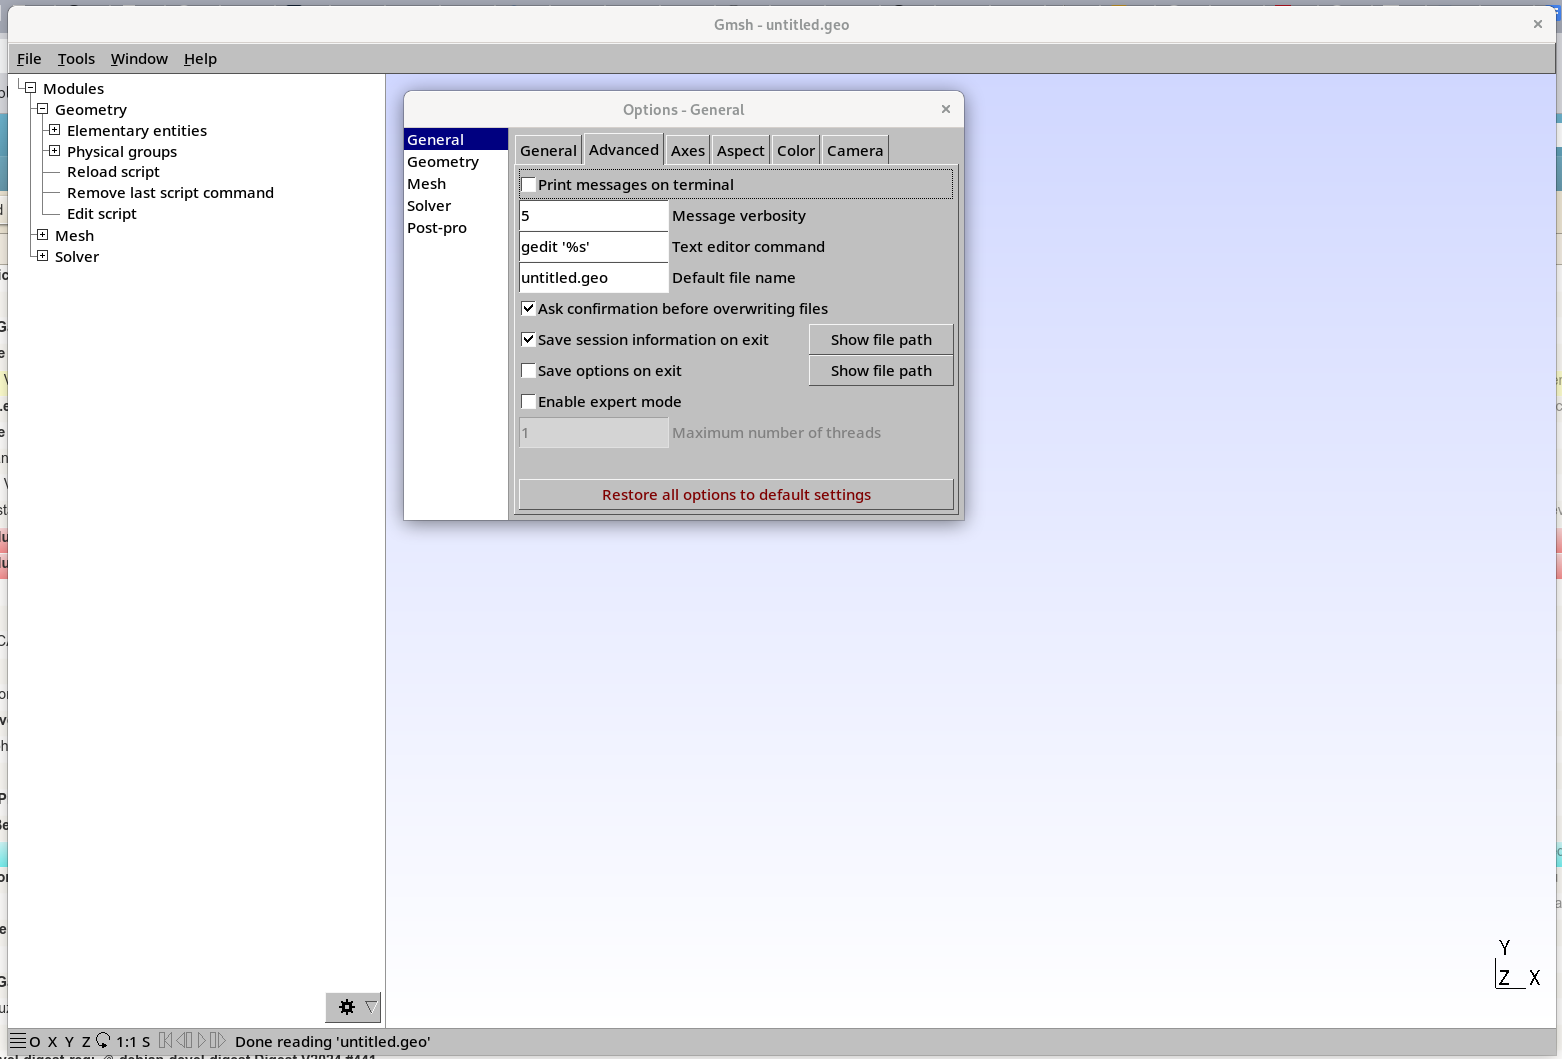 Gmsh - untitled.geo
File Tools Window Help
Modules
Geometry
Elementary entities
Physical groups
Reload script
Remove last script command
Edit script
Mesh
Solver
Options - General
General
Geometry
Mesh
Solver
Post-pro
General Advanced Axes Aspect Color Camera
Print messages on terminal
5 Message verbosity
gedit '%s' Text editor command
untitled.geo Default file name
Ask confirmation before overwriting files
Save session information on exit Show file path
Save options on exit Show file path
Enable expert mode
1 Maximum number of threads
Restore all options to default settings
Y
Z X
O X Y Z 1:1 S Done reading 'untitled.geo'